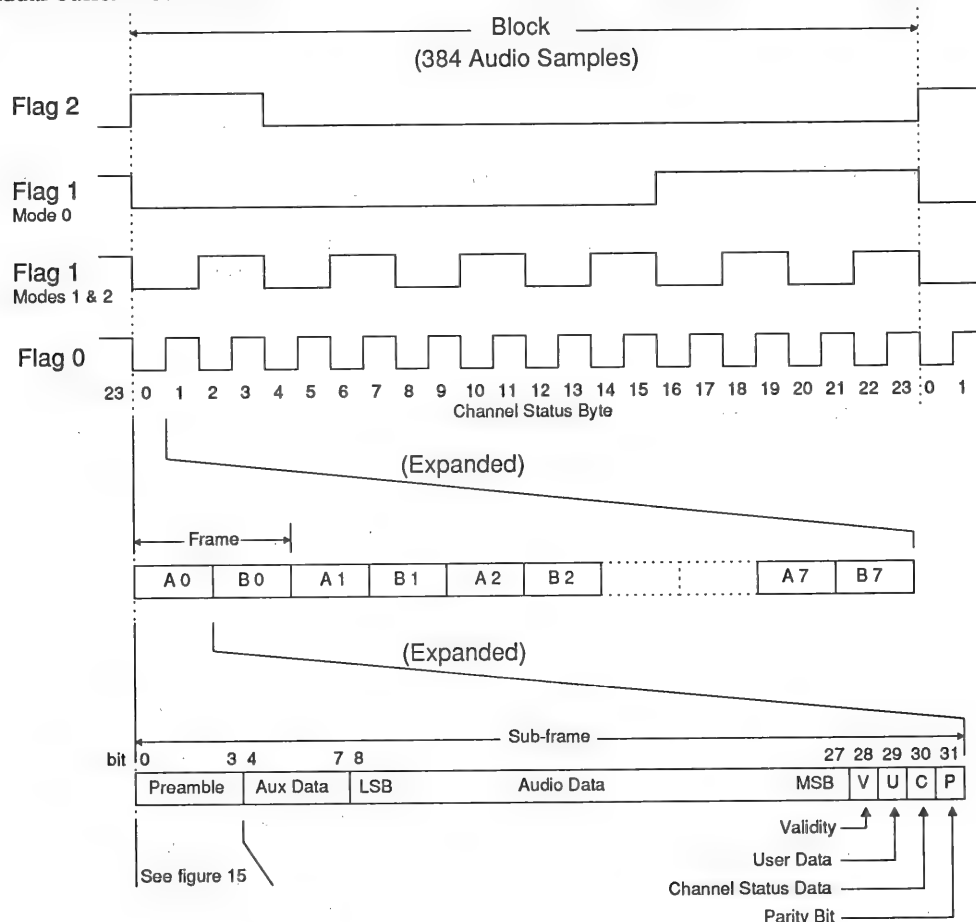 Block
(384 Audio Samples)
Flag 2
Flag 1
Mode 0
Flag 1
Modes 1 & 2
Flag 0
23 0 1 2 3 4 5 6 7 8 9 10 11 12 13 14 15 16 17 18 19 20 21 22 23 0 1
Channel Status Byte
(Expanded)
Frame
A 0 B 0 A 1 B 1 A 2 B 2 A 7 B 7
(Expanded)
Sub-frame
bit 0 3 4 7 8 27 28 29 30 31
Preamble Aux Data LSB Audio Data MSB V U C P
Validity
User Data
See figure 15
Channel Status Data
Parity Bit